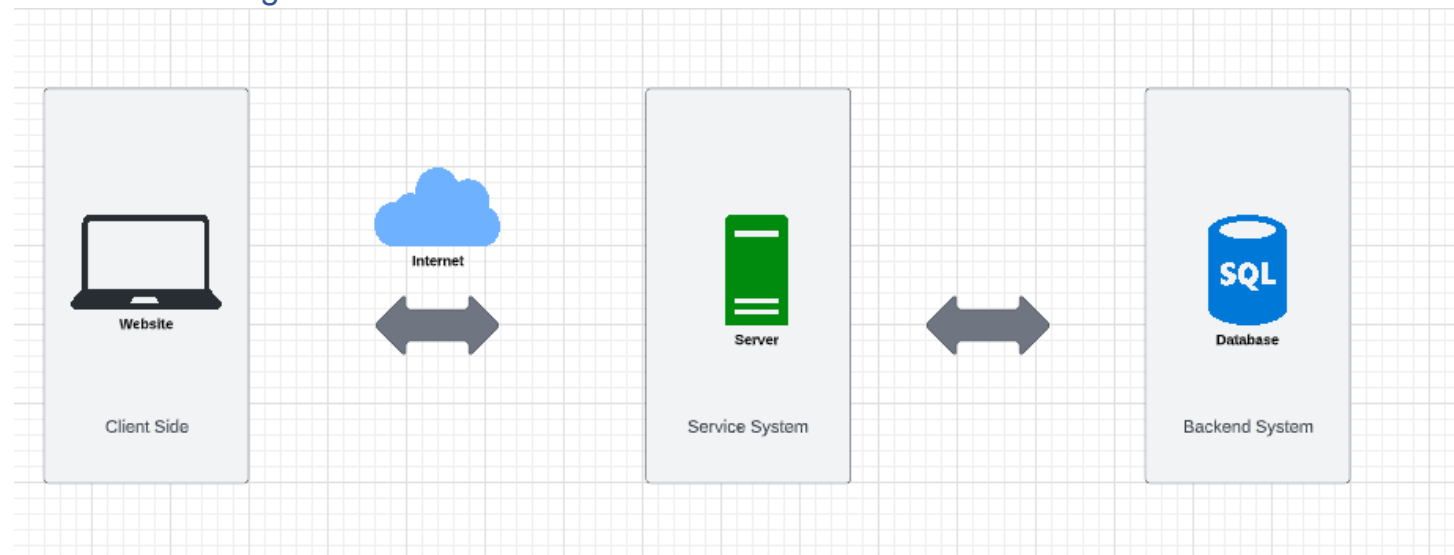 Internet
Website
Client Side
Server
Service System
SQL
Database
Backend System